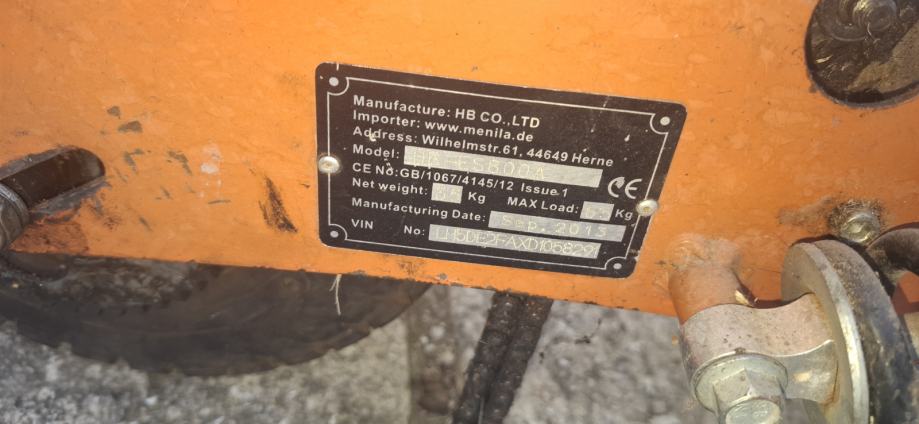 Manufacture: HB CO.,LTD
Importer: www.menila.de
Address: Wilhelmstr.61, 44649 Herne
Model:
CE No:GB/1067/4145/12 Issue 1
Net weight: Kg MAX Load: Kg CE
Manufacturing Date: Sep. 2013
VIN No: